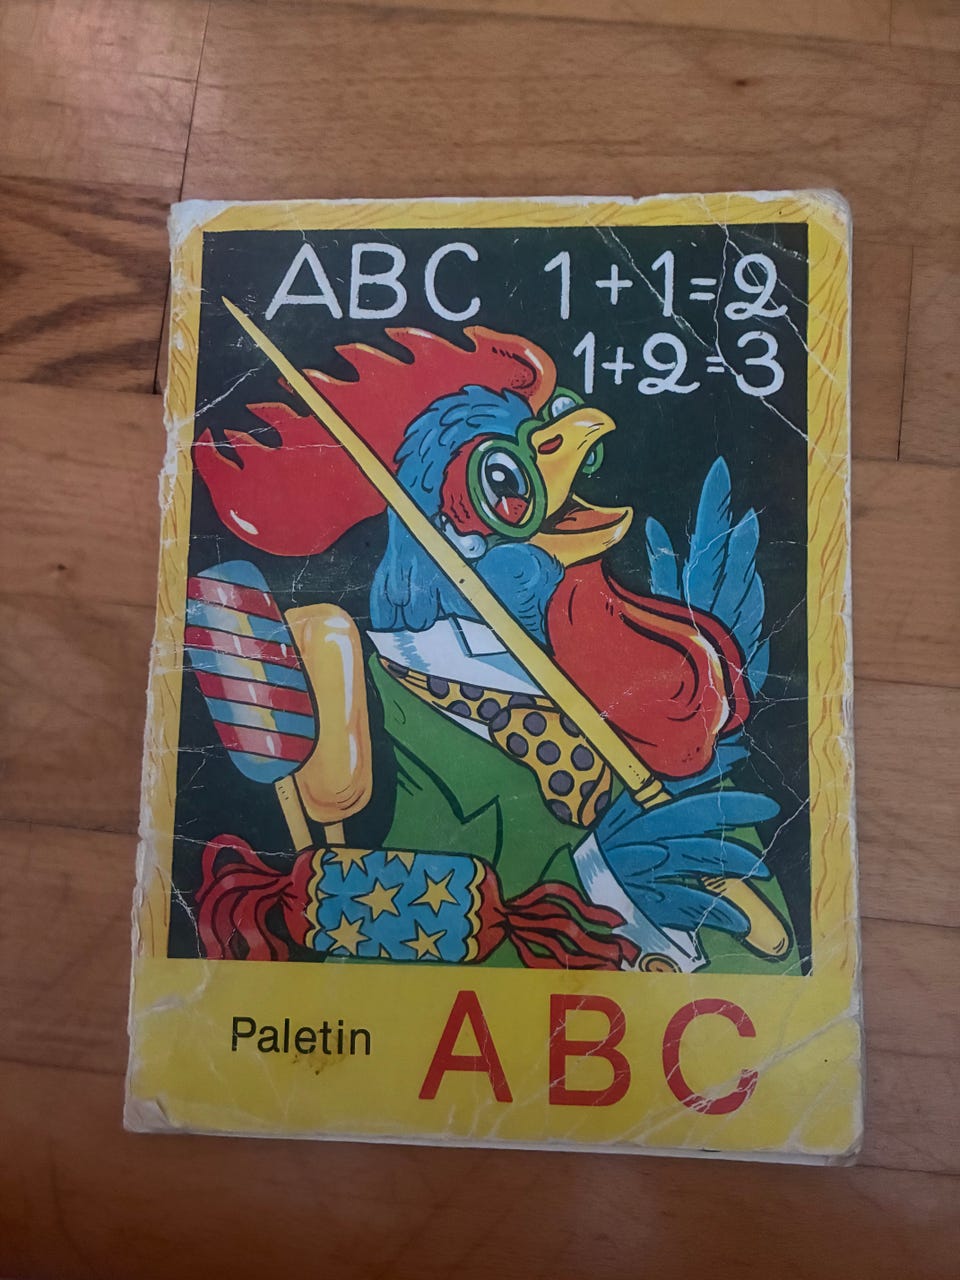 ABC 1+1=2
1+2=3
Paletin ABC